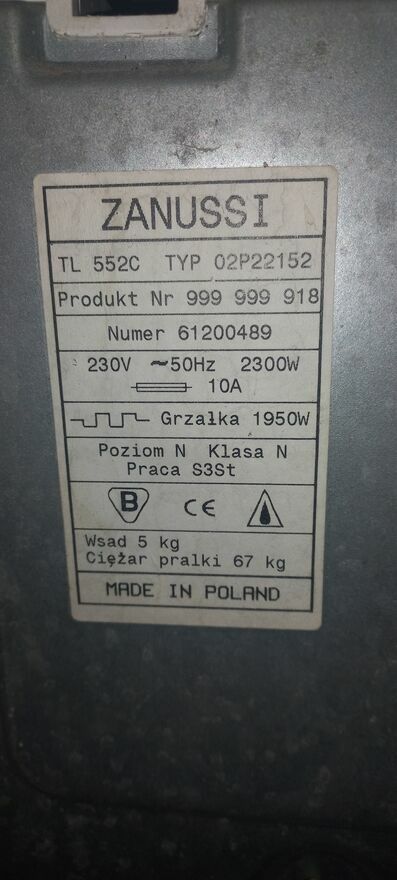 ZANUSSI
TL 552C TYP 02P22152
Produkt Nr 999 999 918
Numer 61200489
230V ~50Hz 2300W
10A
Grzałka 1950W
Poziom N Klasa N
Praca S3St
B CE
Wsad 5 kg
Ciężar pralki 67 kg
MADE IN POLAND